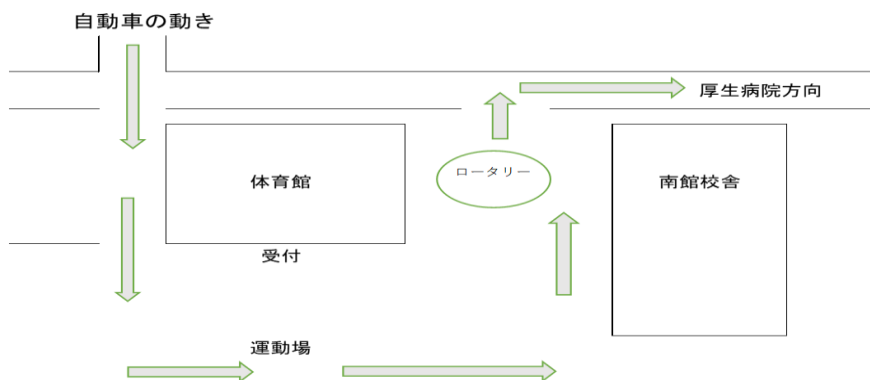 自動車の動き
厚生病院方向
ロータリー
体育館
南館校舎
受付
運動場